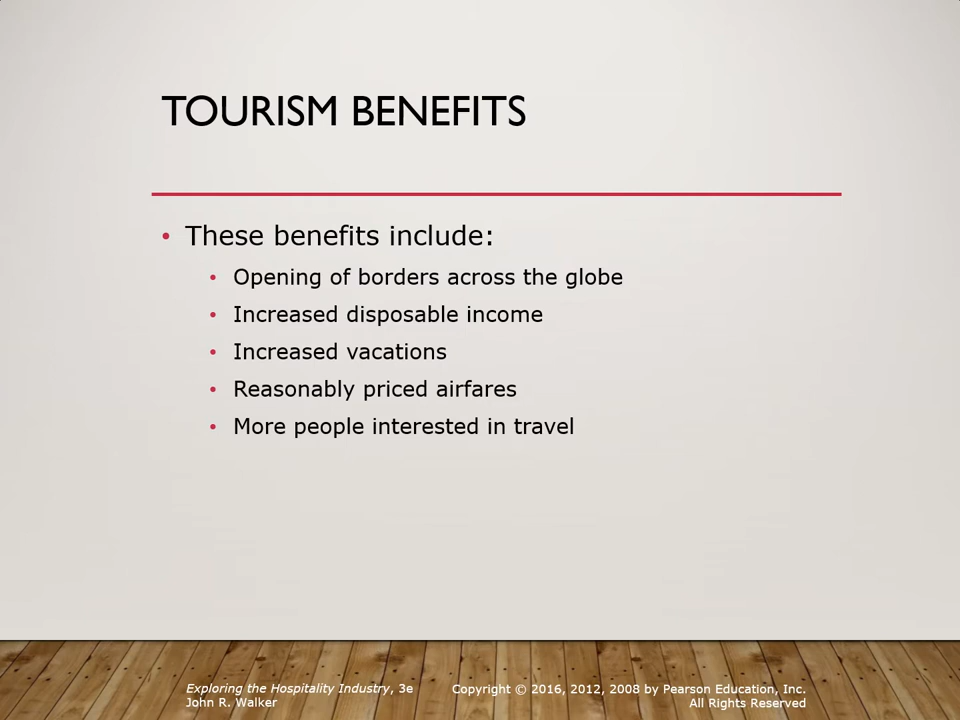 TOURISM BENEFITS
• These benefits include:
• Opening of borders across the globe
• Increased disposable income
• Increased vacations
• Reasonably priced airfares
• More people interested in travel
Exploring the Hospitality Industry, 3e
John R. Walker
Copyright © 2016, 2012, 2008 by Pearson Education, Inc.
All Rights Reserved